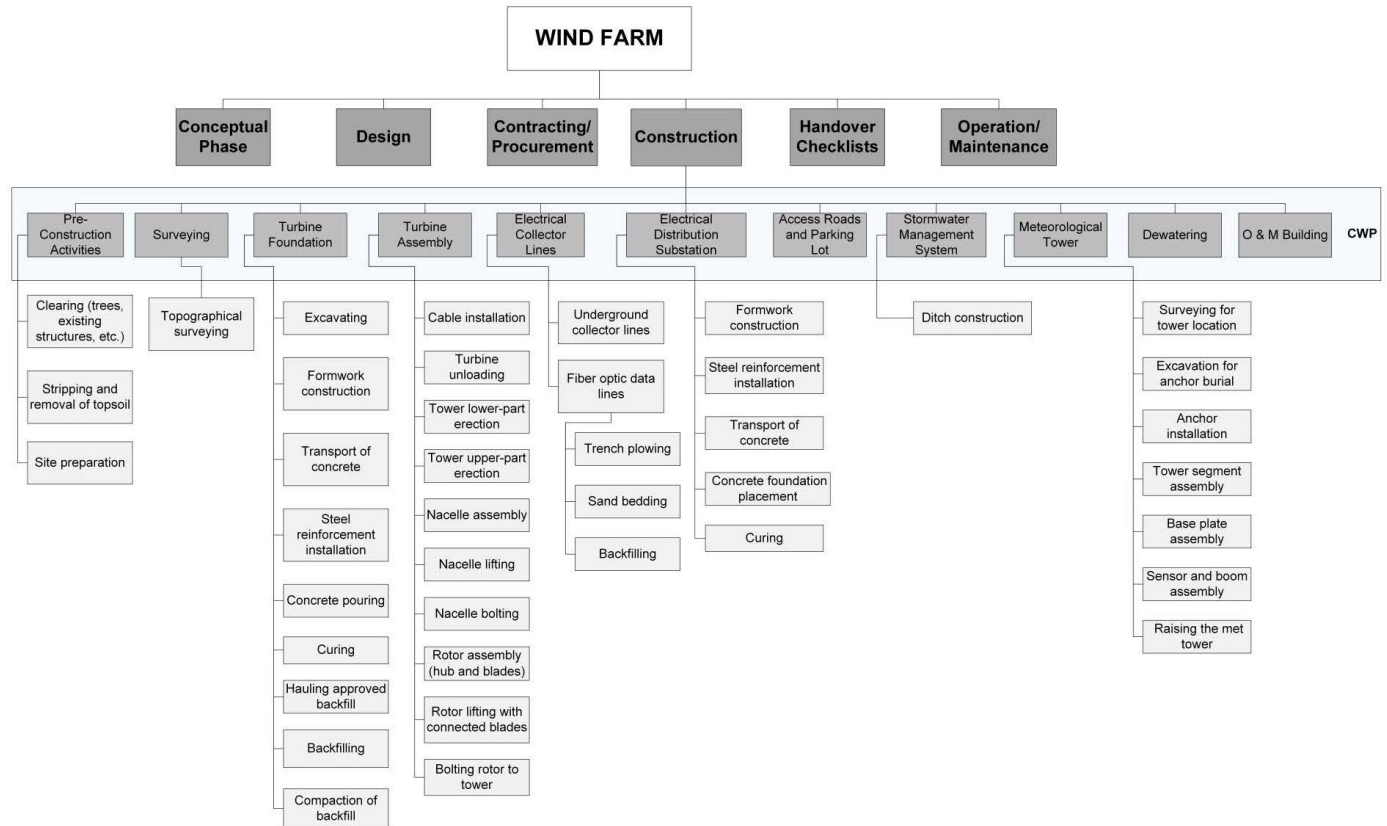 WIND FARM
Conceptual
Phase
Design
Contracting/
Procurement
Construction
Handover
Checklists
Operation/
Maintenance
Pre-
Construction
Activities
Surveying
Turbine
Foundation
Turbine
Assembly
Electrical
Collector
Lines
Electrical
Distribution
Substation
Access Roads
and Parking
Lot
Stormwater
Management
System
Meteorological
Tower
Dewatering
O & M Building
CWP
Clearing (trees,
existing
structures, etc.)
Stripping and
removal of topsoil
Site preparation
Topographical
surveying
Excavating
Formwork
construction
Transport of
concrete
Steel
reinforcement
installation
Concrete pouring
Curing
Hauling approved
backfill
Backfilling
Compaction of
backfill
Cable installation
Turbine
unloading
Tower lower-part
erection
Tower upper-part
erection
Nacelle assembly
Nacelle lifting
Nacelle bolting
Rotor assembly
(hub and blades)
Rotor lifting with
connected blades
Bolting rotor to
tower
Underground
collector lines
Fiber optic data
lines
Trench plowing
Sand bedding
Backfilling
Formwork
construction
Steel reinforcement
installation
Transport of
concrete
Concrete foundation
placement
Curing
Ditch construction
Surveying for
tower location
Excavation for
anchor burial
Anchor
installation
Tower segment
assembly
Base plate
assembly
Sensor and boom
assembly
Raising the met
tower